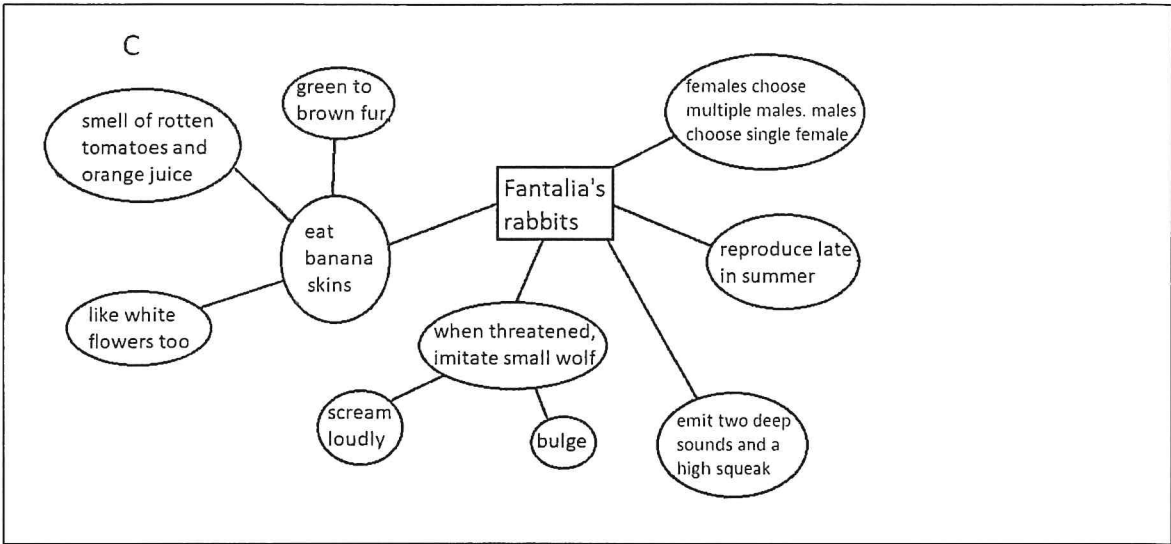 C
smell of rotten
tomatoes and
orange juice
green to
brown fur
eat
banana
skins
like white
flowers too
Fantalia's
rabbits
females choose
multiple males. males
choose single female
reproduce late
in summer
when threatened,
imitate small wolf
scream
loudly
bulge
emit two deep
sounds and a
high squeak